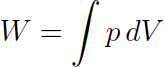 W = ∫ p dV